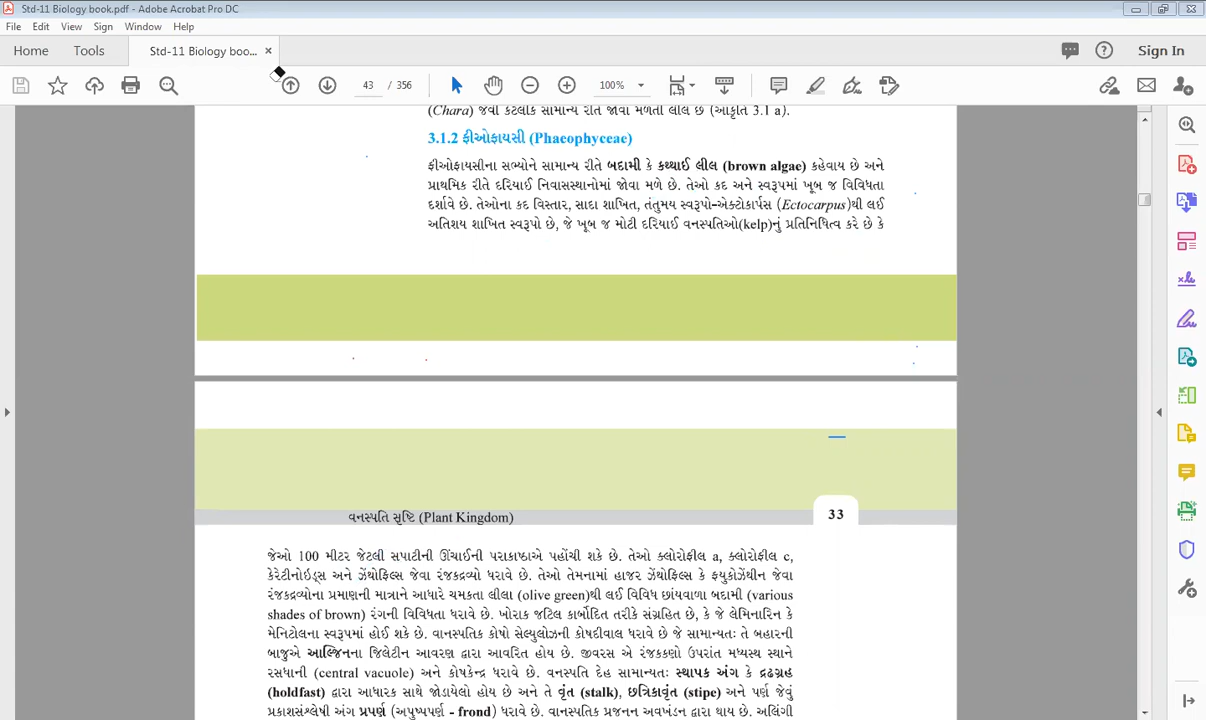 Std-11 Biology book.pdf - Adobe Acrobat Pro DC
File Edit View Sign Window Help
Home Tools Std-11 Biology boo... × Sign In
43 / 356 100%
(Chara) જેવી કેટલીક સામાન્ય રીતે જોવા મળતી લીલ છે (આકૃતિ 3.1 a).
3.1.2 ફીઓફાયસી (Phaeophyceae)
ફીઓફાયસીના સભ્યોને સામાન્ય રીતે બદામી કે કથ્થાઈ લીલ (brown algae) કહેવાય છે અને
પ્રાથમિક રીતે દરિયાઈ નિવાસસ્થાનોમાં જોવા મળે છે. તેઓ કદ અને સ્વરૂપમાં ખૂબ જ વિવિધતા
દર્શાવે છે. તેઓના કદ વિસ્તાર, સાદા શાખિત, તંતુમય સ્વરૂપો–એક્ટોકાર્પસ (Ectocarpus)થી લઈ
અતિશય શાખિત સ્વરૂપો છે, જે ખૂબ જ મોટી દરિયાઈ વનસ્પતિઓ(kelp)નું પ્રતિનિધિત્વ કરે છે કે
વનસ્પતિ સૃષ્ટિ (Plant Kingdom) 33
જેઓ 100 મીટર જેટલી સપાટીની ઊંચાઈની પરાકાષ્ઠાએ પહોંચી શકે છે. તેઓ ક્લોરોફીલ a, ક્લોરોફીલ c,
કેરેટીનોઇડ્સ અને ઝેંથોફિલ્સ જેવા રંજકદ્રવ્યો ધરાવે છે. તેઓ તેમનામાં હાજર ઝેંથોફિલ્સ કે ફ્યુકોઝેંથીન જેવા
રંજકદ્રવ્યોના પ્રમાણની માત્રાને આધારે ચમકતા લીલા (olive green)થી લઈ વિવિધ છાંયવાળા બદામી (various
shades of brown) રંગની વિવિધતા ધરાવે છે. ખોરાક જટિલ કાર્બોદિત તરીકે સંગ્રહિત છે, કે જે લેમિનારિન કે
મેનિટોલના સ્વરૂપમાં હોઈ શકે છે. વાનસ્પતિક કોષો સેલ્યુલોઝની કોષદીવાલ ધરાવે છે જે સામાન્યતઃ તે બહારની
બાજુએ આલ્જિનના જિલેટીન આવરણ દ્વારા આવરિત હોય છે. જીવરસ એ રંજકકણો ઉપરાંત મધ્યસ્થ સ્થાને
રસધાની (central vacuole) અને કોષકેન્દ્ર ધરાવે છે. વનસ્પતિ દેહ સામાન્યતઃ સ્થાપક અંગ કે દ્રઢગ્રહ
(holdfast) દ્વારા આધારક સાથે જોડાયેલો હોય છે અને તે વૃંત (stalk), છત્રિકાવૃંત (stipe) અને પર્ણ જેવું
પ્રકાશસંશ્લેષી અંગ પ્રપર્ણ (અપુષ્પપર્ણ - frond) ધરાવે છે. વાનસ્પતિક પ્રજનન અવખંડન દ્વારા થાય છે. અલિંગી